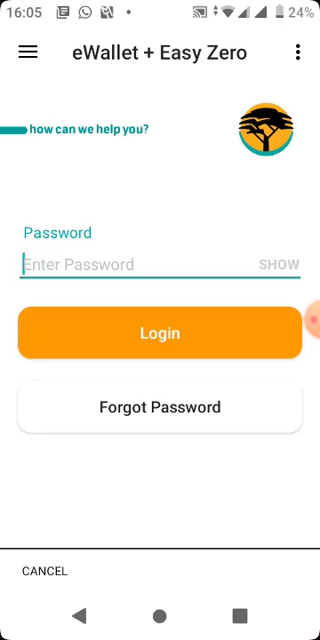 16:05
24%
eWallet + Easy Zero
how can we help you?
Password
Enter Password
SHOW
Login
Forgot Password
CANCEL